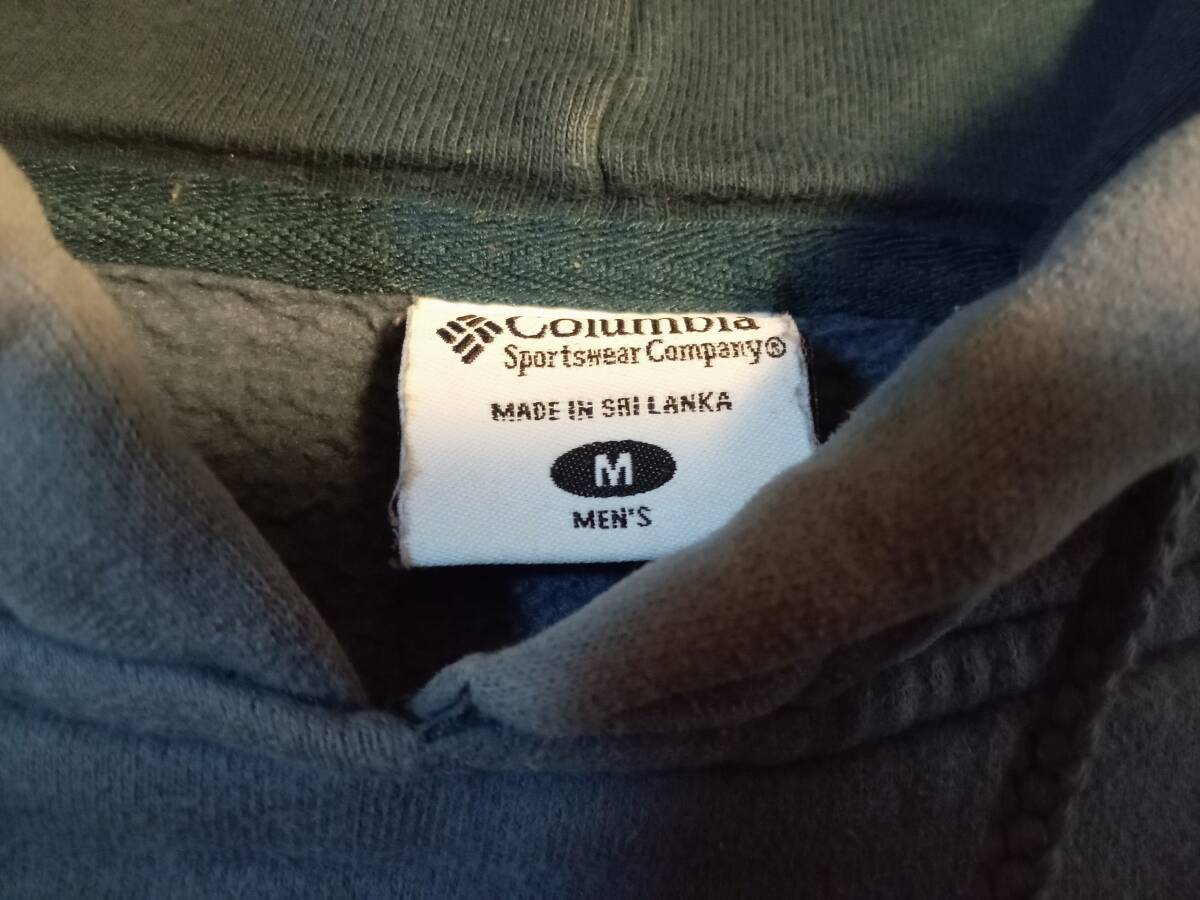 Columbia
Sportswear Company®
MADE IN SRI LANKA
M
MEN'S